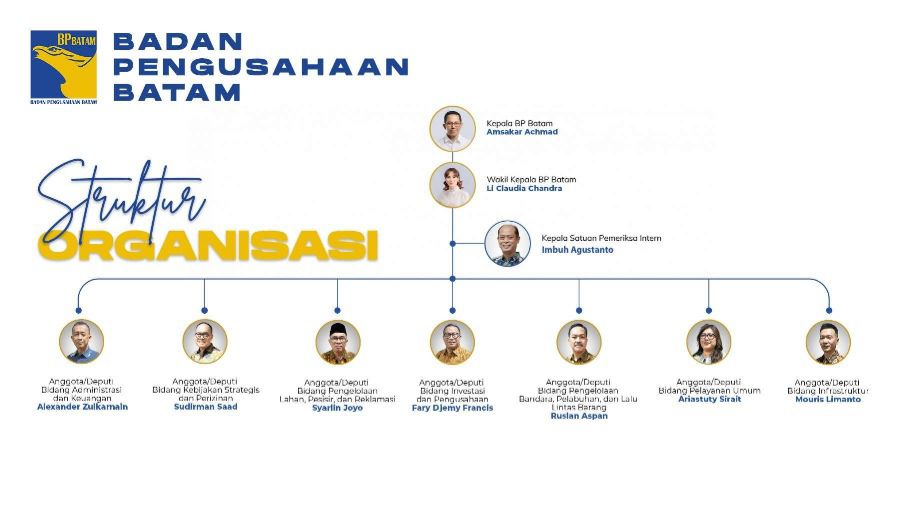 BP BATAM
BADAN PENGUSAHAAN BATAM
BADAN
PENGUSAHAAN
BATAM
Struktur
ORGANISASI
Kepala BP Batam
Amsakar Achmad
Wakil Kepala BP Batam
Li Claudia Chandra
Kepala Satuan Pemeriksa Intern
Imbuh Agustanto
Anggota/Deputi
Bidang Administrasi
dan Keuangan
Alexander Zulkarnain
Anggota/Deputi
Bidang Kebijakan Strategis
dan Perizinan
Sudirman Saad
Anggota/Deputi
Bidang Pengelolaan
Lahan, Pesisir, dan Reklamasi
Syarlin Joyo
Anggota/Deputi
Bidang Investasi
dan Pengusahaan
Fary Djemy Francis
Anggota/Deputi
Bidang Pengelolaan
Bandara, Pelabuhan, dan Lalu
Lintas Barang
Ruslan Aspan
Anggota/Deputi
Bidang Pelayanan Umum
Ariastuty Sirait
Anggota/Deputi
Bidang Infrastruktur
Mouris Limanto